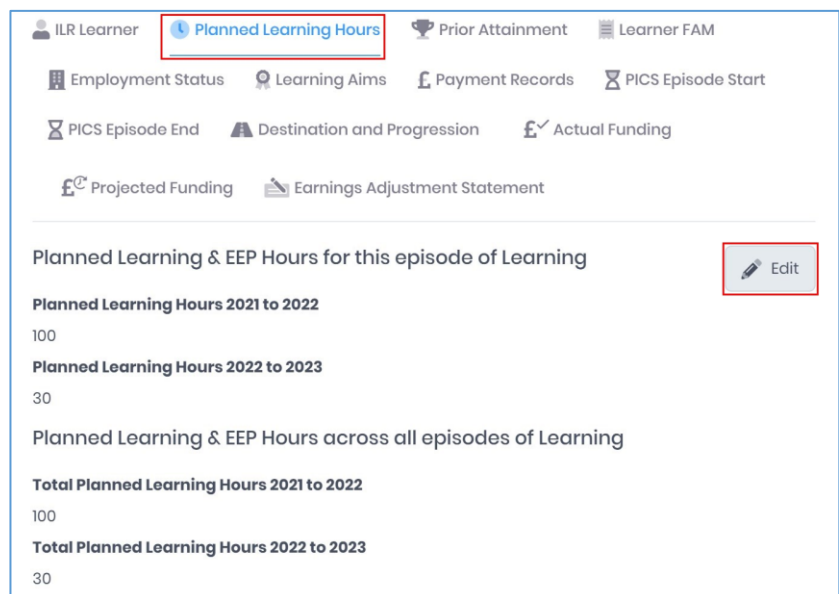 ILR Learner Planned Learning Hours Prior Attainment Learner FAM
Employment Status Learning Aims Payment Records PICS Episode Start
PICS Episode End Destination and Progression Actual Funding
Projected Funding Earnings Adjustment Statement
Planned Learning & EEP Hours for this episode of Learning
Edit
Planned Learning Hours 2021 to 2022
100
Planned Learning Hours 2022 to 2023
30
Planned Learning & EEP Hours across all episodes of Learning
Total Planned Learning Hours 2021 to 2022
100
Total Planned Learning Hours 2022 to 2023
30